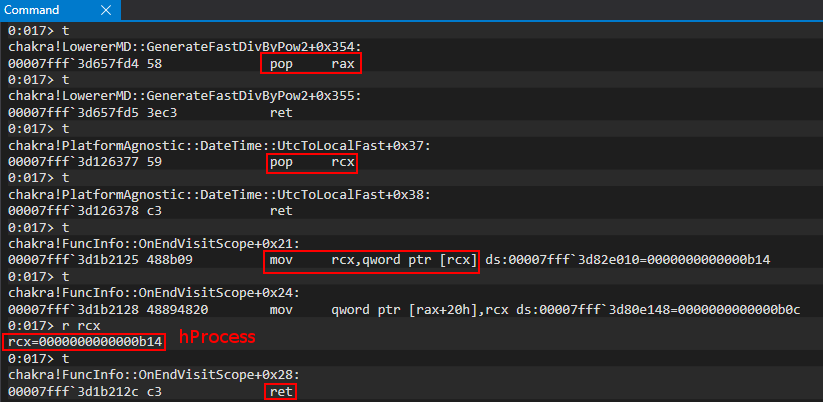 Command X
0:017> t
chakra!LowererMD::GenerateFastDivByPow2+0x354:
00007fff`3d657fd4 58 pop rax
0:017> t
chakra!LowererMD::GenerateFastDivByPow2+0x355:
00007fff`3d657fd5 3ec3 ret
0:017> t
chakra!PlatformAgnostic::DateTime::UtcToLocalFast+0x37:
00007fff`3d126377 59 pop rcx
0:017> t
chakra!PlatformAgnostic::DateTime::UtcToLocalFast+0x38:
00007fff`3d126378 c3 ret
0:017> t
chakra!FuncInfo::OnEndVisitScope+0x21:
00007fff`3d1b2125 488b09 mov rcx,qword ptr [rcx] ds:00007fff`3d82e010=0000000000000b14
0:017> t
chakra!FuncInfo::OnEndVisitScope+0x24:
00007fff`3d1b2128 48894820 mov qword ptr [rax+20h],rcx ds:00007fff`3d80e148=0000000000000b0c
0:017> r rcx
rcx=0000000000000b14 hProcess
0:017> t
chakra!FuncInfo::OnEndVisitScope+0x28:
00007fff`3d1b212c c3 ret